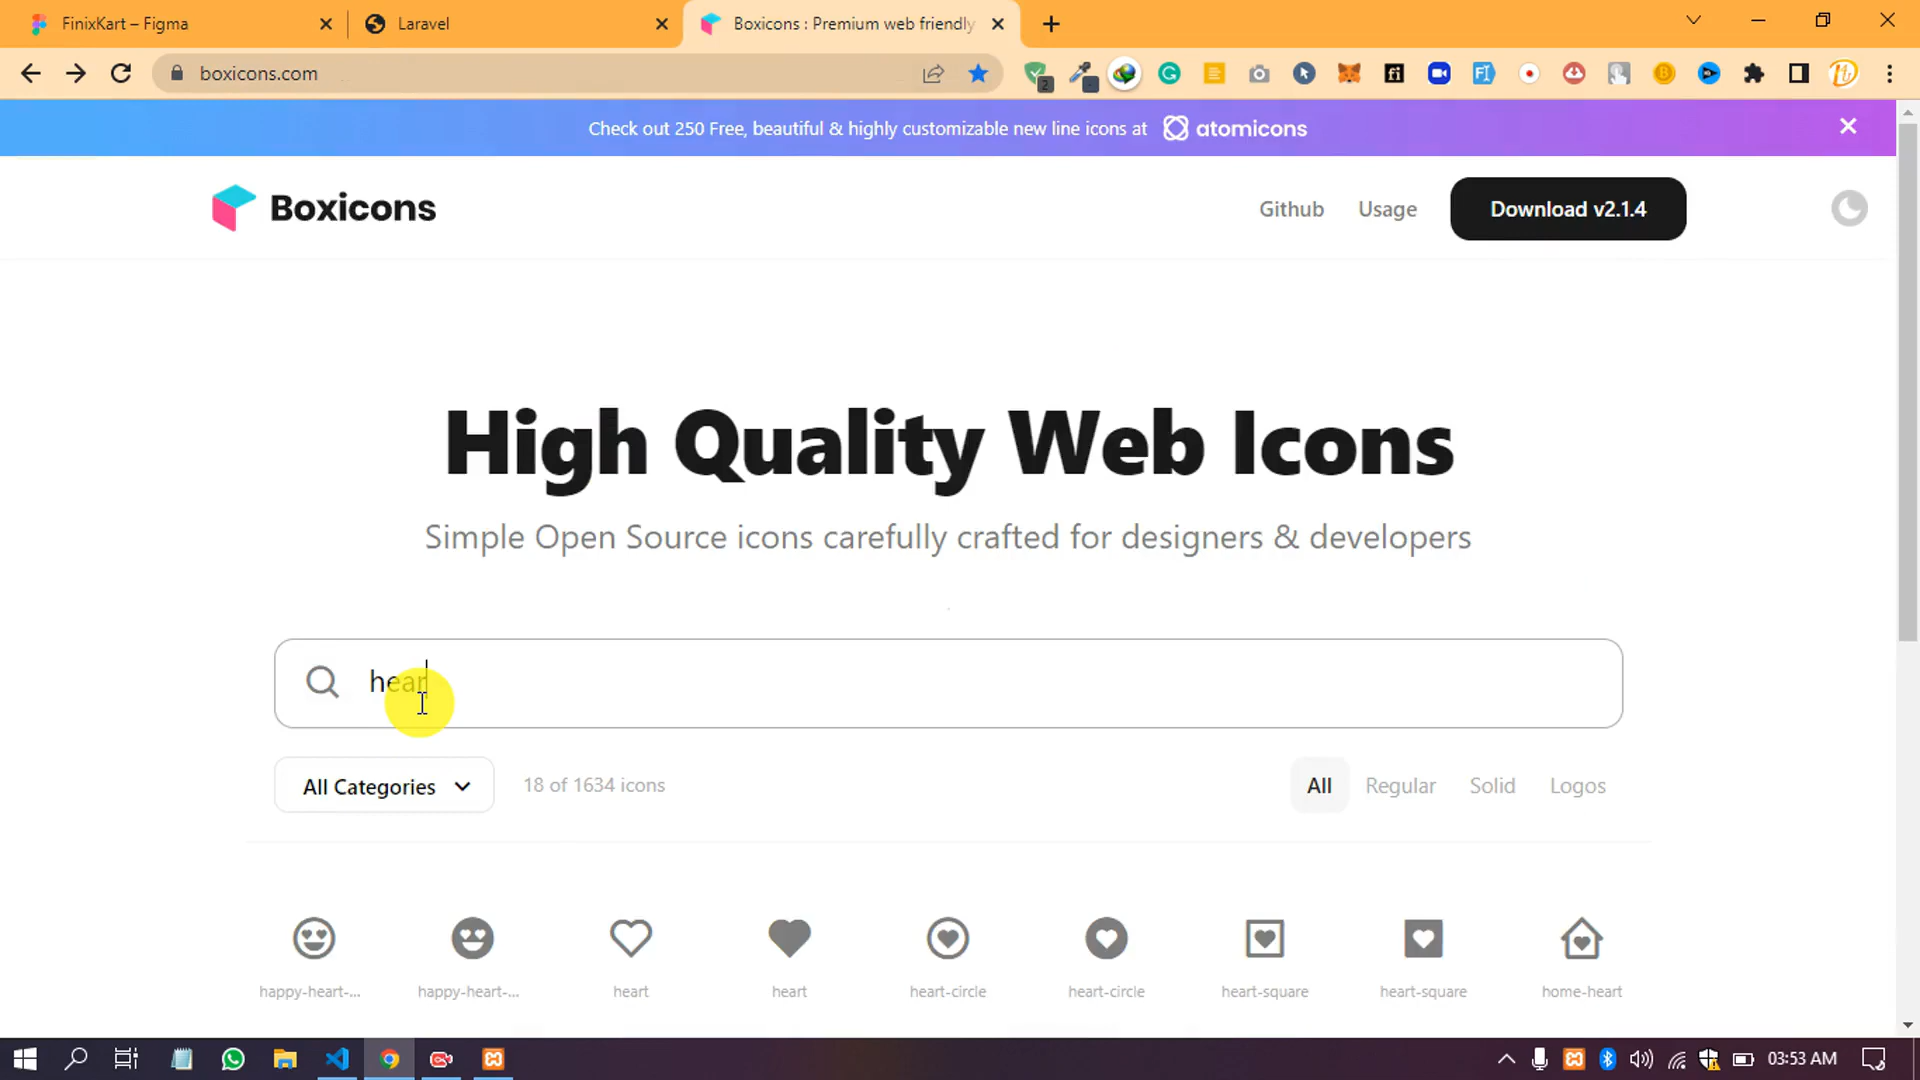 FinixKart – Figma
Laravel
Boxicons : Premium web friendly
boxicons.com
2
Check out 250 Free, beautiful & highly customizable new line icons at atomicons
Boxicons
Github
Usage
Download v2.1.4
High Quality Web Icons
Simple Open Source icons carefully crafted for designers & developers
hear
All Categories
18 of 1634 icons
All
Regular
Solid
Logos
happy-heart-...
happy-heart-...
heart
heart
heart-circle
heart-circle
heart-square
heart-square
home-heart
03:53 AM